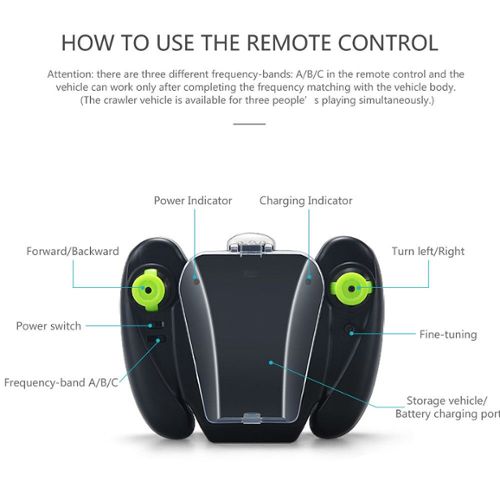 HOW TO USE THE REMOTE CONTROL
Attention: there are three different frequency-bands: A/B/C in the remote control and the
vehicle can work only after completing the frequency matching with the vehicle body.
(The crawler vehicle is available for three people's playing simultaneously.)
Power Indicator
Charging Indicator
Forward/Backward
Turn left/Right
Power switch
Fine-tuning
Frequency-band A/B/C
Storage vehicle/
Battery charging port